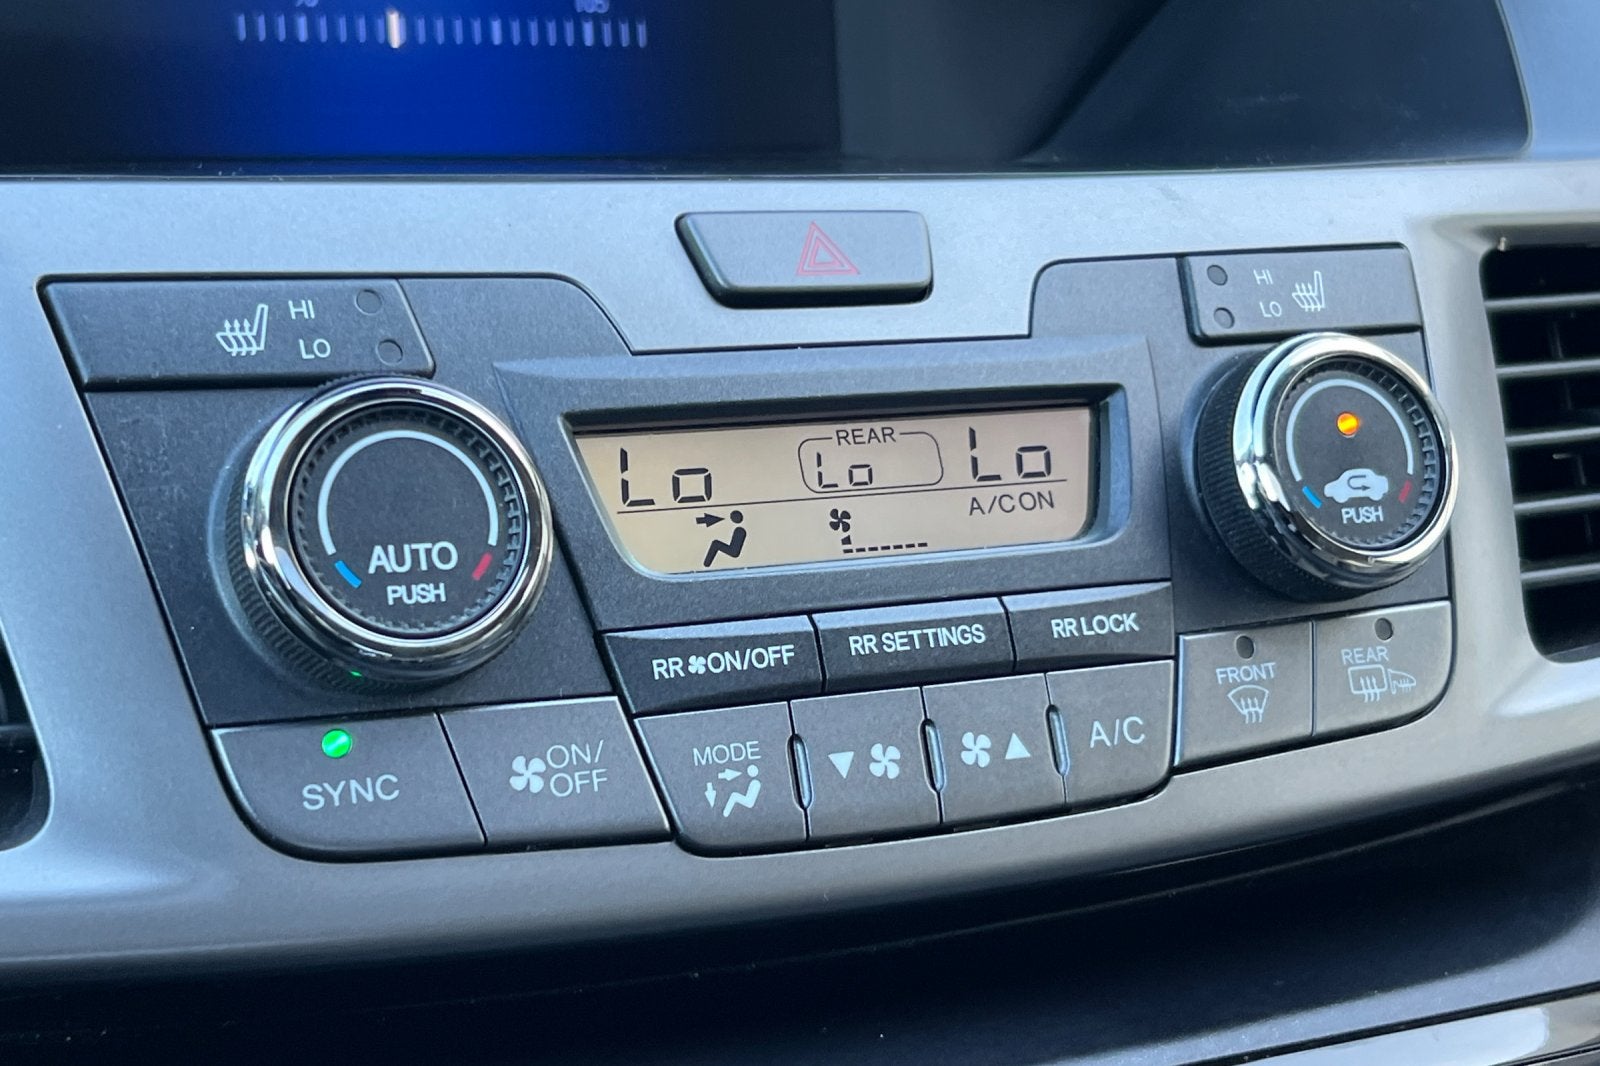 105
HI
LO
HI
LO
REAR
Lo
Lo
Lo
A/C ON
AUTO
PUSH
PUSH
RR ON/OFF
RR SETTINGS
RR LOCK
FRONT
REAR
SYNC
ON/
OFF
MODE
A/C